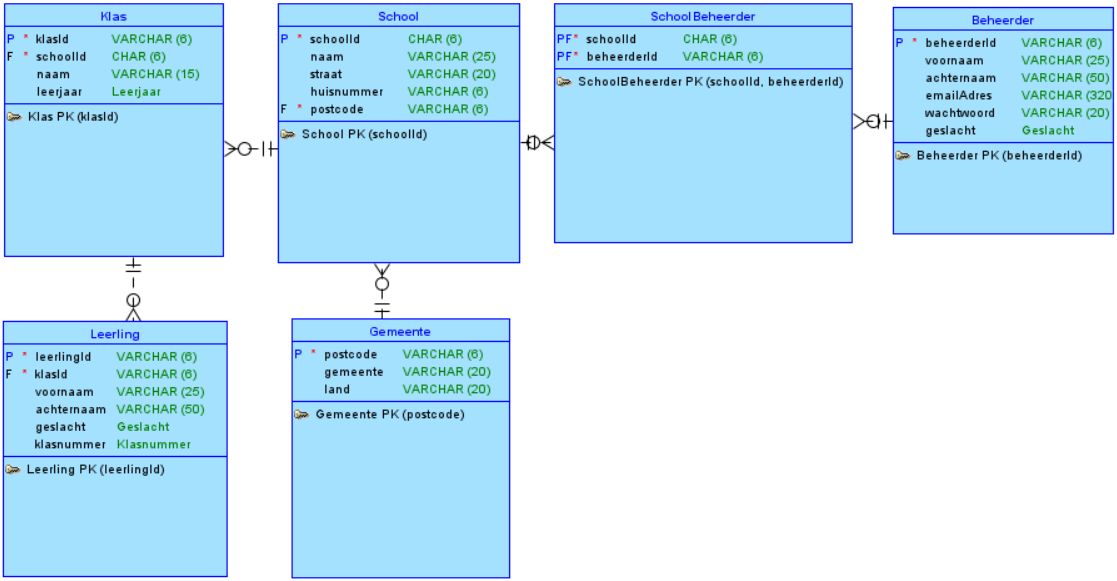 Klas
P * klasId VARCHAR (6)
F * schoolId CHAR (6)
naam VARCHAR (15)
leerjaar Leerjaar
Klas PK (klasId)
School
P * schoolId CHAR (6)
naam VARCHAR (25)
straat VARCHAR (20)
huisnummer VARCHAR (6)
F * postcode VARCHAR (6)
School PK (schoolId)
SchoolBeheerder
PF* schoolId CHAR (6)
PF* beheerderId VARCHAR (6)
SchoolBeheerder PK (schoolId, beheerderId)
Beheerder
P * beheerderId VARCHAR (6)
voornaam VARCHAR (25)
achternaam VARCHAR (50)
emailAdres VARCHAR (320
wachtwoord VARCHAR (20)
geslacht Geslacht
Beheerder PK (beheerderId)
Leerling
P * leerlingId VARCHAR (6)
F * klasId VARCHAR (6)
voornaam VARCHAR (25)
achternaam VARCHAR (50)
geslacht Geslacht
klasnummer Klasnummer
Leerling PK (leerlingId)
Gemeente
P * postcode VARCHAR (6)
gemeente VARCHAR (20)
land VARCHAR (20)
Gemeente PK (postcode)